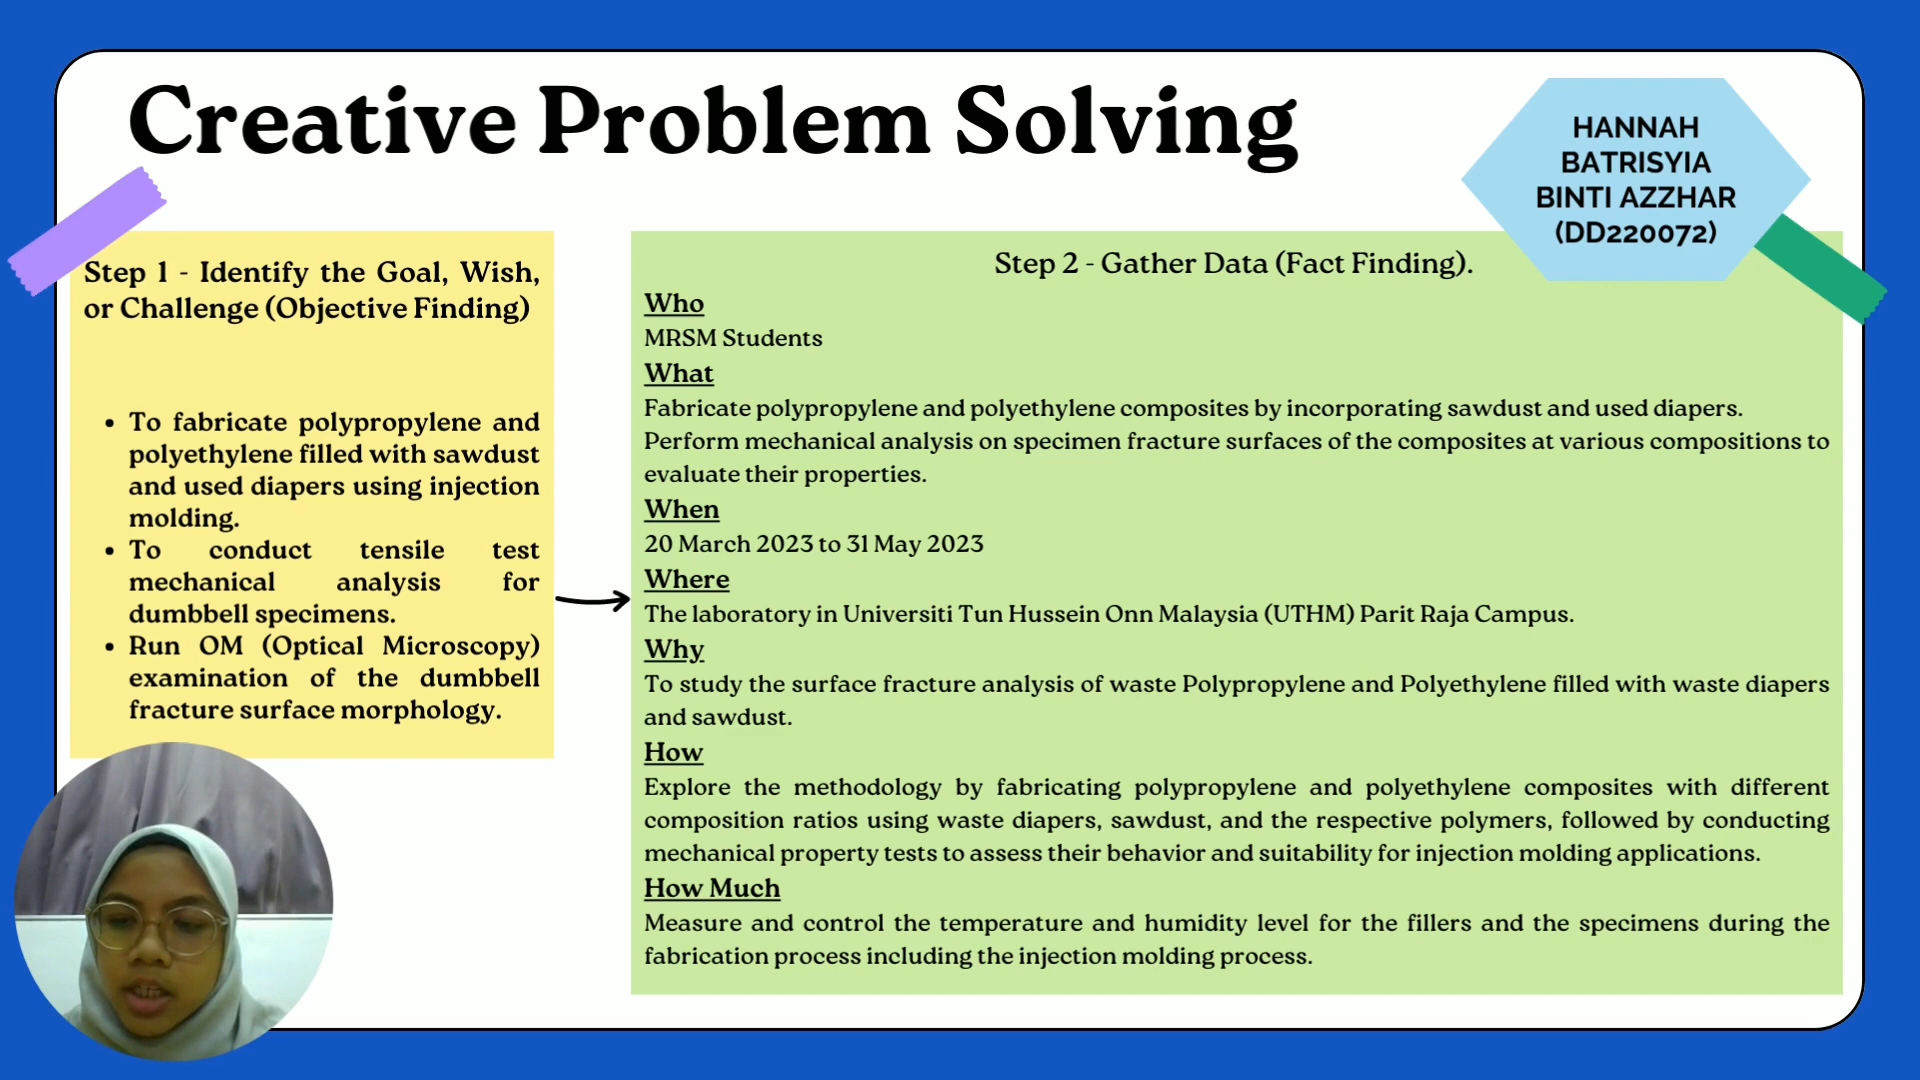 Creative Problem Solving
HANNAH
BATRISYIA
BINTI AZZHAR
(DD220072)
Step 1 - Identify the Goal, Wish,
or Challenge (Objective Finding)
• To fabricate polypropylene and
polyethylene filled with sawdust
and used diapers using injection
molding.
• To conduct tensile test
mechanical analysis for
dumbbell specimens.
• Run OM (Optical Microscopy)
examination of the dumbbell
fracture surface morphology.
Step 2 - Gather Data (Fact Finding).
Who
MRSM Students
What
Fabricate polypropylene and polyethylene composites by incorporating sawdust and used diapers.
Perform mechanical analysis on specimen fracture surfaces of the composites at various compositions to
evaluate their properties.
When
20 March 2023 to 31 May 2023
Where
The laboratory in Universiti Tun Hussein Onn Malaysia (UTHM) Parit Raja Campus.
Why
To study the surface fracture analysis of waste Polypropylene and Polyethylene filled with waste diapers
and sawdust.
How
Explore the methodology by fabricating polypropylene and polyethylene composites with different
composition ratios using waste diapers, sawdust, and the respective polymers, followed by conducting
mechanical property tests to assess their behavior and suitability for injection molding applications.
How Much
Measure and control the temperature and humidity level for the fillers and the specimens during the
fabrication process including the injection molding process.